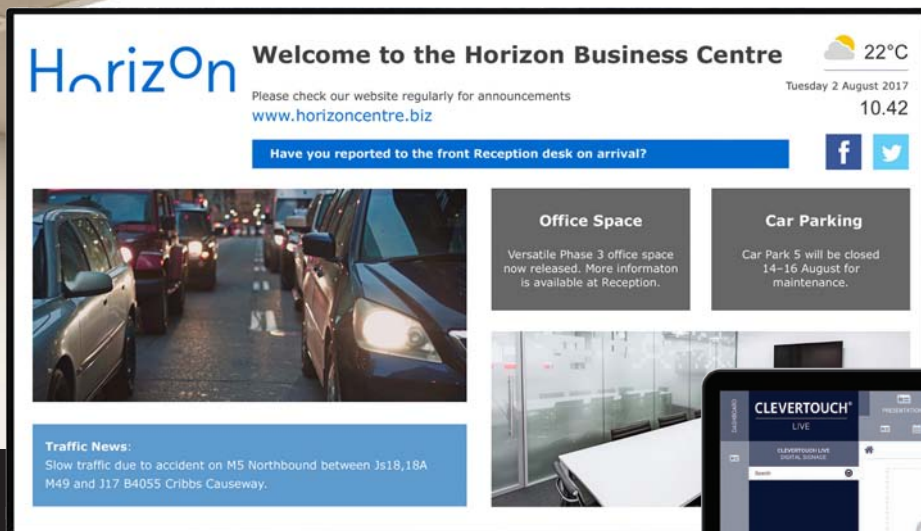 Horizon
Welcome to the Horizon Business Centre
22°C
Please check our website regularly for announcements
www.horizoncentre.biz
Tuesday 2 August 2017
10.42
Have you reported to the front Reception desk on arrival?
f
Office Space
Versatile Phase 3 office space
now released. More informaton
is available at Reception.
Car Parking
Car Park 5 will be closed
14–16 August for
maintenance.
Traffic News:
Slow traffic due to accident on M5 Northbound between Js18,18A
M49 and J17 B4055 Cribbs Causeway.
DASHBOARD
CLEVERTOUCH®
LIVE
CLEVERTOUCH LIVE
DIGITAL SIGNAGE
Search